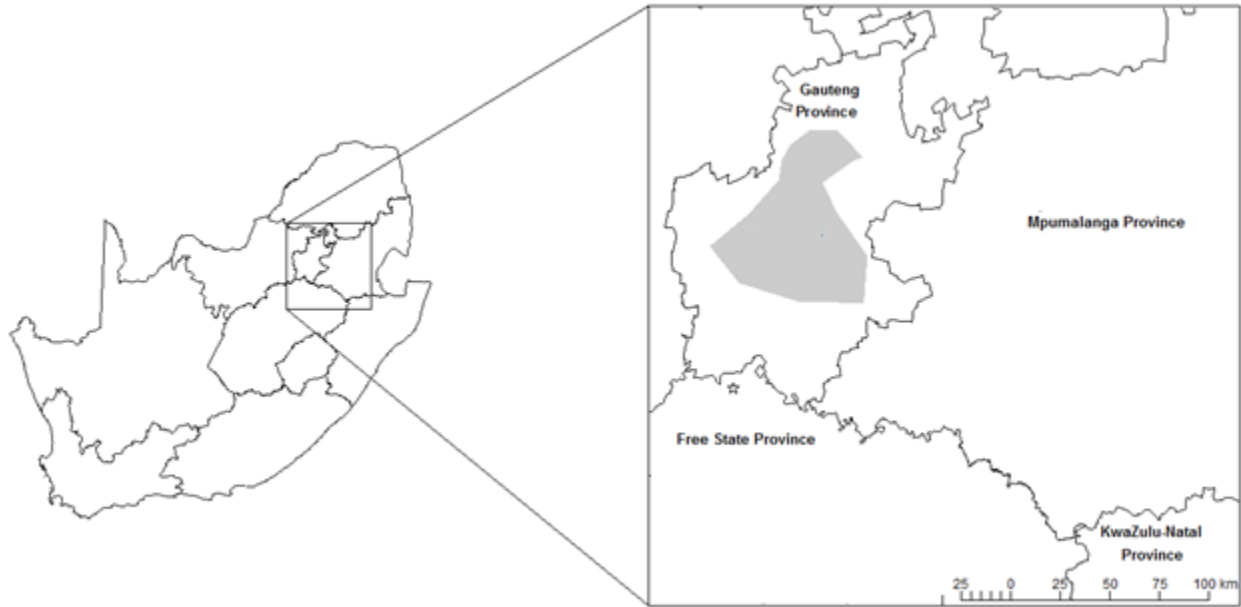 Gauteng
Province
Mpumalanga Province
Free State Province
KwaZulu-Natal
Province
25 0 25 50 75 100 km